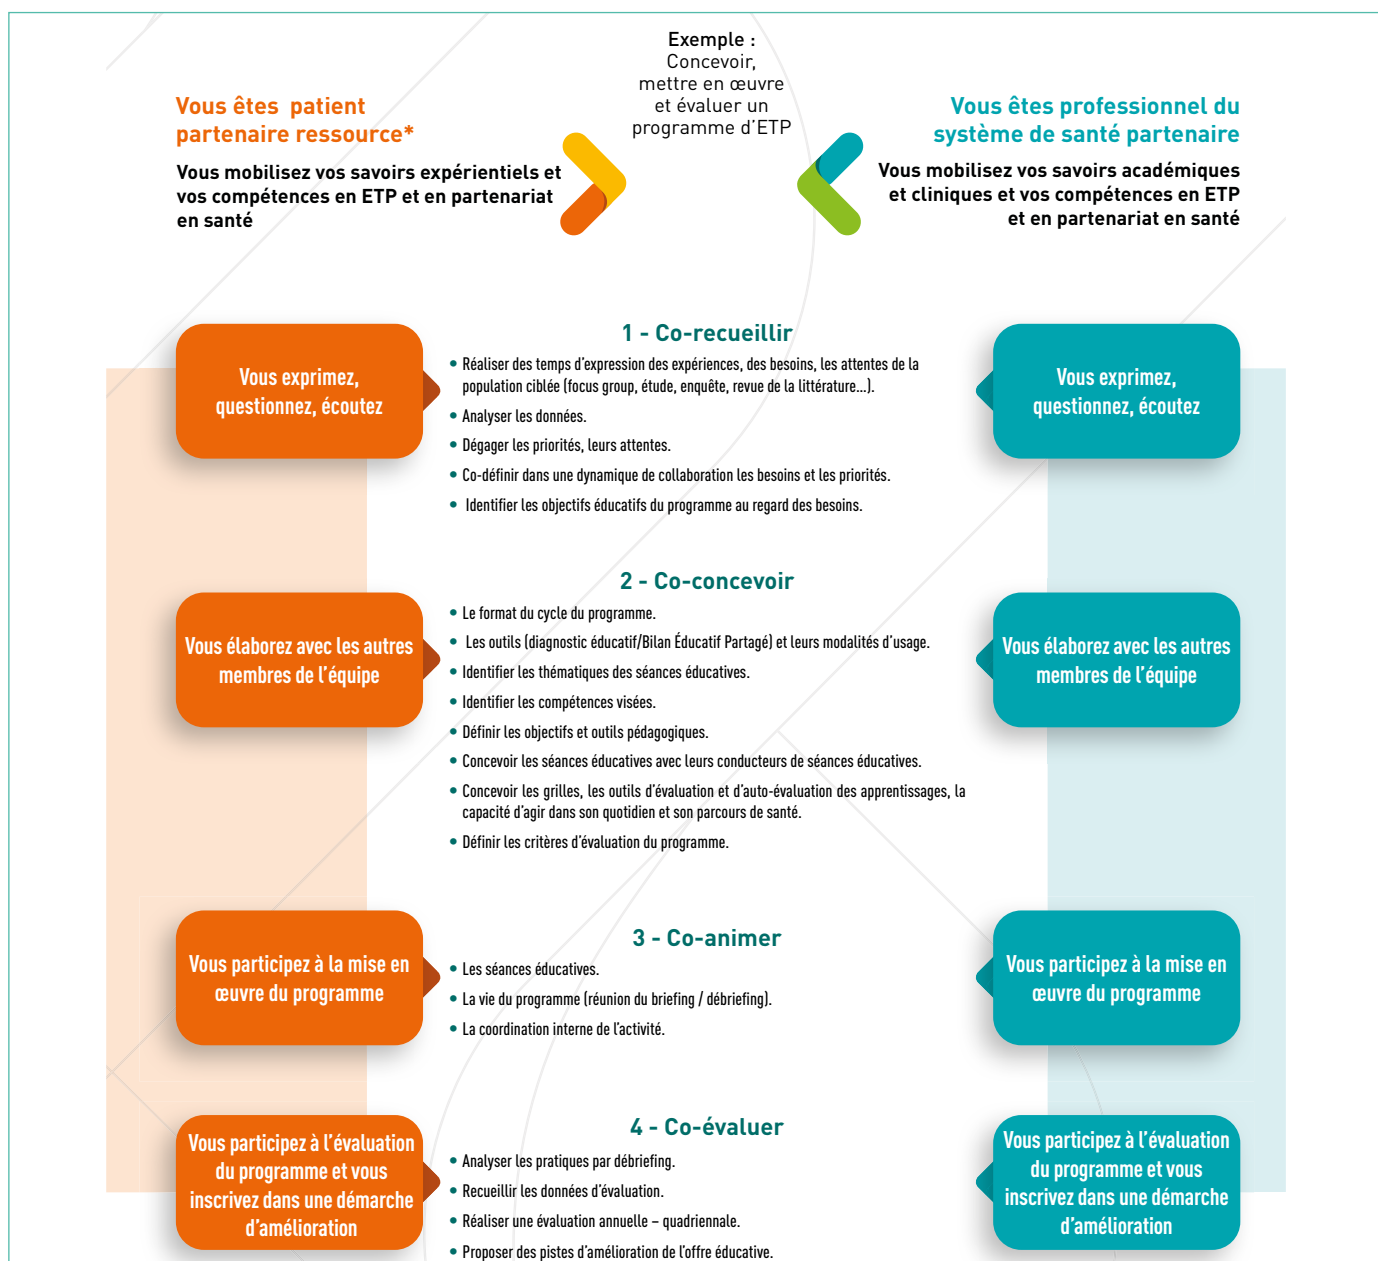 Exemple :
Concevoir,
mettre en œuvre
et évaluer un
programme d'ETP
Vous êtes patient
partenaire ressource*
Vous mobilisez vos savoirs expérientiels et
vos compétences en ETP et en partenariat
en santé
Vous êtes professionnel du
système de santé partenaire
Vous mobilisez vos savoirs académiques
et cliniques et vos compétences en ETP
et en partenariat en santé
Vous exprimez,
questionnez, écoutez
1 - Co-recueillir
• Réaliser des temps d'expression des expériences, des besoins, les attentes de la
population ciblée (focus group, étude, enquête, revue de la littérature...).
• Analyser les données.
• Dégager les priorités, leurs attentes.
• Co-définir dans une dynamique de collaboration les besoins et les priorités.
• Identifier les objectifs éducatifs du programme au regard des besoins.
Vous exprimez,
questionnez, écoutez
Vous élaborez avec les autres
membres de l'équipe
2 - Co-concevoir
• Le format du cycle du programme.
• Les outils (diagnostic éducatif/Bilan Éducatif Partagé) et leurs modalités d'usage.
• Identifier les thématiques des séances éducatives.
• Identifier les compétences visées.
• Définir les objectifs et outils pédagogiques.
• Concevoir les séances éducatives avec leurs conducteurs de séances éducatives.
• Concevoir les grilles, les outils d'évaluation et d'auto-évaluation des apprentissages, la
capacité d'agir dans son quotidien et son parcours de santé.
• Définir les critères d'évaluation du programme.
Vous élaborez avec les autres
membres de l'équipe
Vous participez à la mise en
œuvre du programme
3 - Co-animer
• Les séances éducatives.
• La vie du programme (réunion du briefing / débriefing).
• La coordination interne de l'activité.
Vous participez à la mise en
œuvre du programme
Vous participez à l'évaluation
du programme et vous
inscrivez dans une démarche
d'amélioration
4 - Co-évaluer
• Analyser les pratiques par débriefing.
• Recueillir les données d'évaluation.
• Réaliser une évaluation annuelle – quadriennale.
• Proposer des pistes d'amélioration de l'offre éducative.
Vous participez à l'évaluation
du programme et vous
inscrivez dans une démarche
d'amélioration